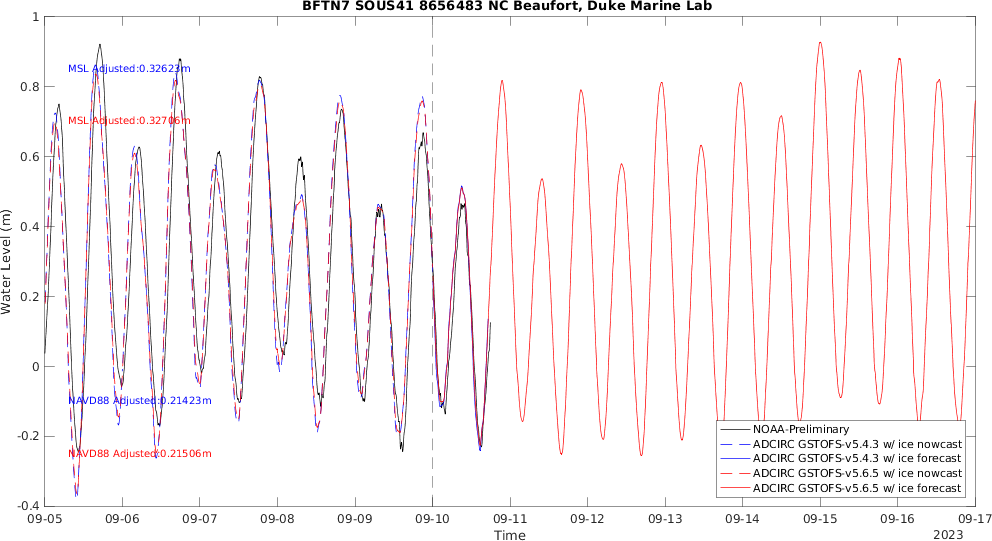 BFTN7 SOUS41 8656483 NC Beaufort, Duke Marine Lab
1
0.8
0.6
0.4
0.2
0
-0.2
-0.4
Water Level (m)
MSL Adjusted:0.32623m
MSL Adjusted:0.32706m
NAVD88 Adjusted:0.21423m
NAVD88 Adjusted:0.21506m
NOAA-Preliminary
ADCIRC GSTOFS-v5.4.3 w/ ice nowcast
ADCIRC GSTOFS-v5.4.3 w/ ice forecast
ADCIRC GSTOFS-v5.6.5 w/ ice nowcast
ADCIRC GSTOFS-v5.6.5 w/ ice forecast
09-05 09-06 09-07 09-08 09-09 09-10 09-11 09-12 09-13 09-14 09-15 09-16 09-17
Time
2023